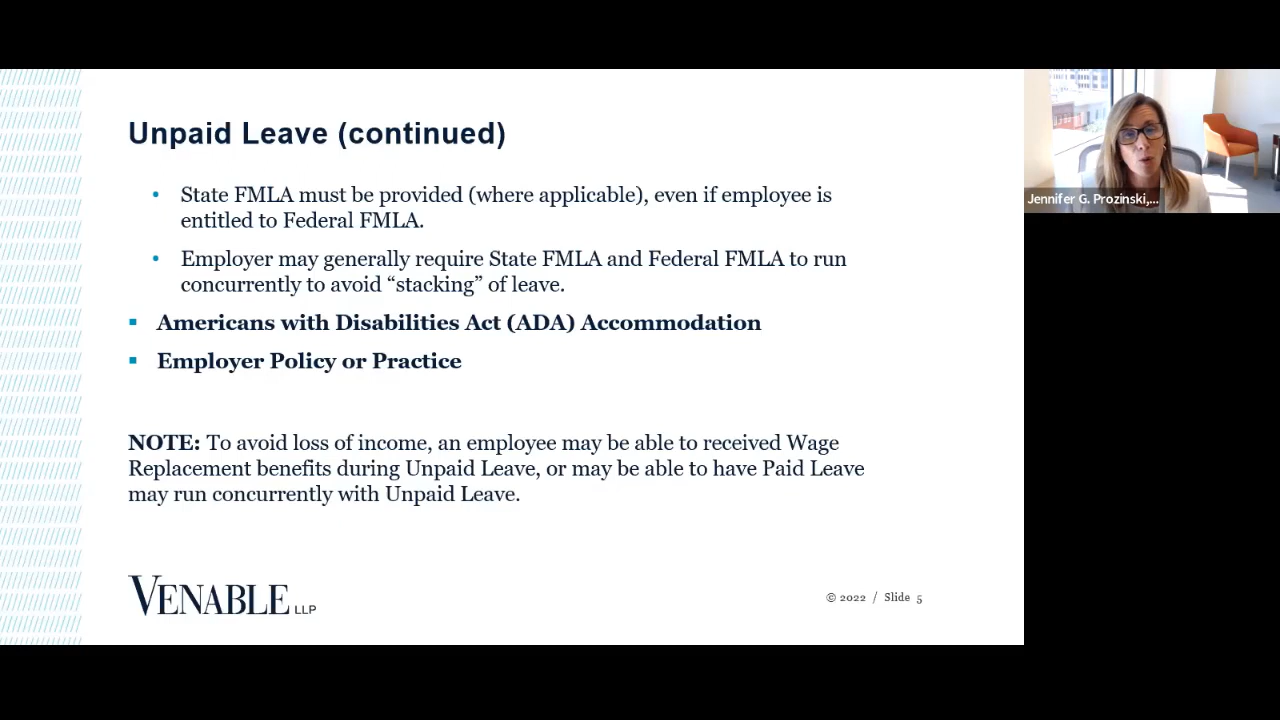 Unpaid Leave (continued)
• State FMLA must be provided (where applicable), even if employee is
entitled to Federal FMLA.
• Employer may generally require State FMLA and Federal FMLA to run
concurrently to avoid “stacking” of leave.
▪ Americans with Disabilities Act (ADA) Accommodation
▪ Employer Policy or Practice
NOTE: To avoid loss of income, an employee may be able to received Wage
Replacement benefits during Unpaid Leave, or may be able to have Paid Leave
may run concurrently with Unpaid Leave.
VENABLE LLP
© 2022 / Slide 5
Jennifer G. Prozinski,...